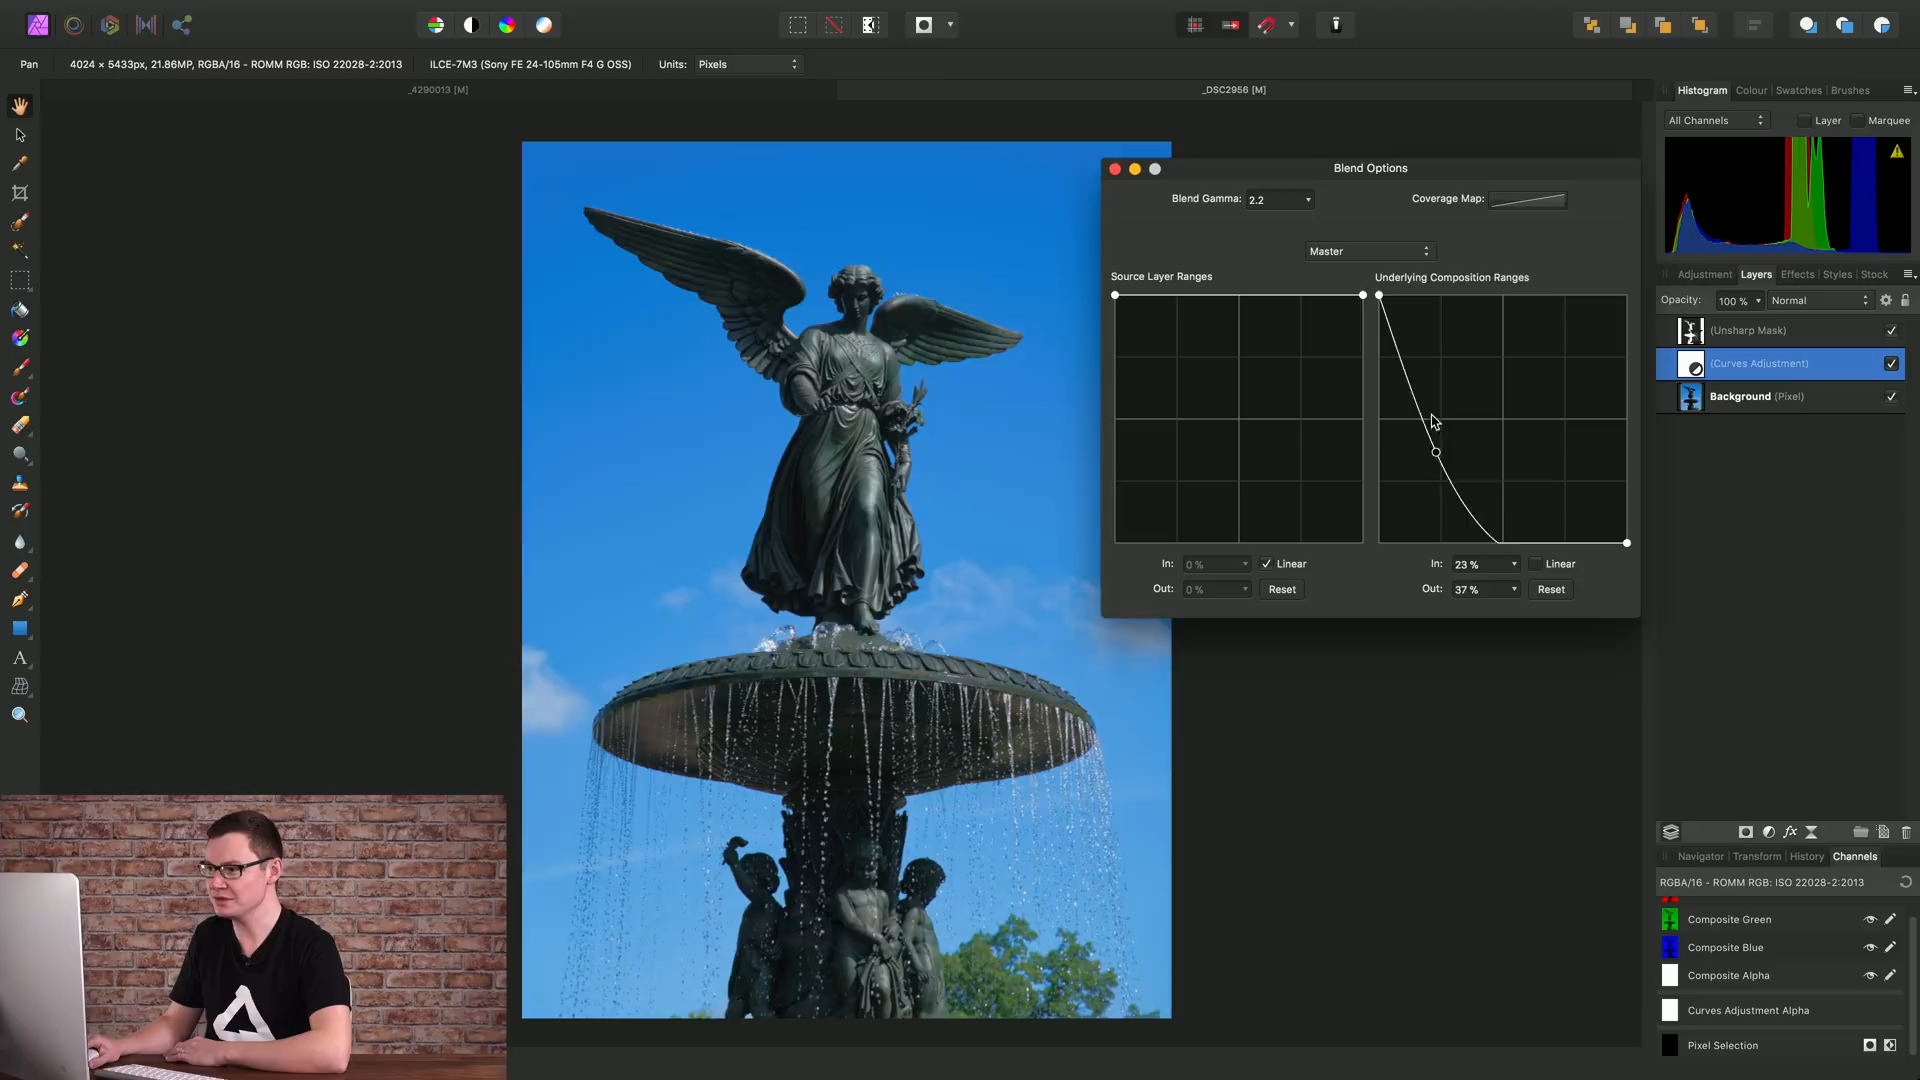 Pan
4024 × 5433px, 21.86MP, RGBA/16 - ROMM RGB: ISO 22028-2:2013
ILCE-7M3 (Sony FE 24-105mm F4 G OSS)
Units: Pixels
_4290013 [M]
_DSC2956 [M]
Histogram Colour Swatches Brushes
All Channels Layer Marquee
Blend Options
Blend Gamma: 2.2
Coverage Map:
Master
Source Layer Ranges
Underlying Composition Ranges
In: 0 % Linear
Out: 0 % Reset
In: 23 % Linear
Out: 37 % Reset
Adjustment Layers Effects Styles Stock
Opacity: 100 % Normal
(Unsharp Mask)
(Curves Adjustment)
Background (Pixel)
fx
Navigator Transform History Channels
RGBA/16 - ROMM RGB: ISO 22028-2:2013
Composite Green
Composite Blue
Composite Alpha
Curves Adjustment Alpha
Pixel Selection
A